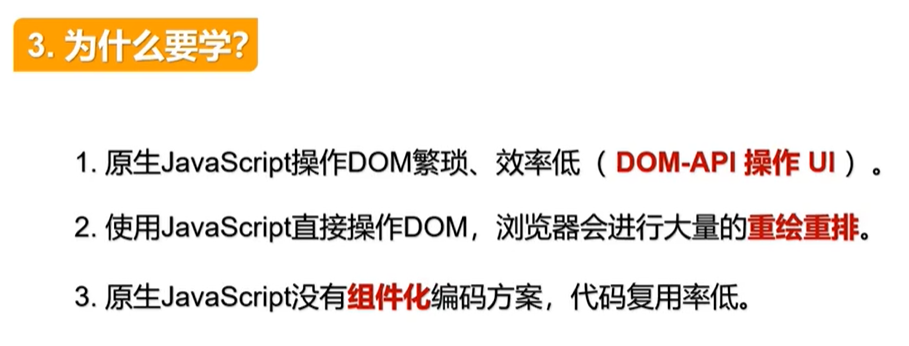 3. 为什么要学?
1. 原生JavaScript操作DOM繁琐、效率低（ DOM-API 操作 UI ）。
2. 使用JavaScript直接操作DOM，浏览器会进行大量的重绘重排。
3. 原生JavaScript没有组件化编码方案，代码复用率低。